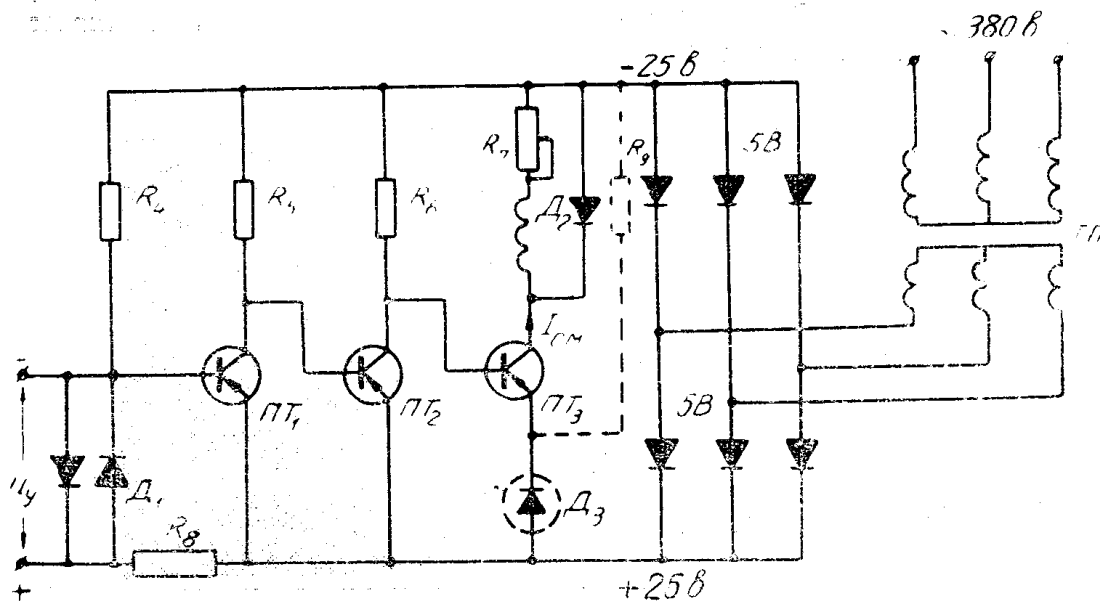 380 в
-25 в
R₄
R₅
R₆
R₇
Д₂
R₉
5В
Iсм
-
ПТ₁
ПТ₂
ПТ₃
5В
Uу
Д₁
Д₃
R₈
+
+25 в